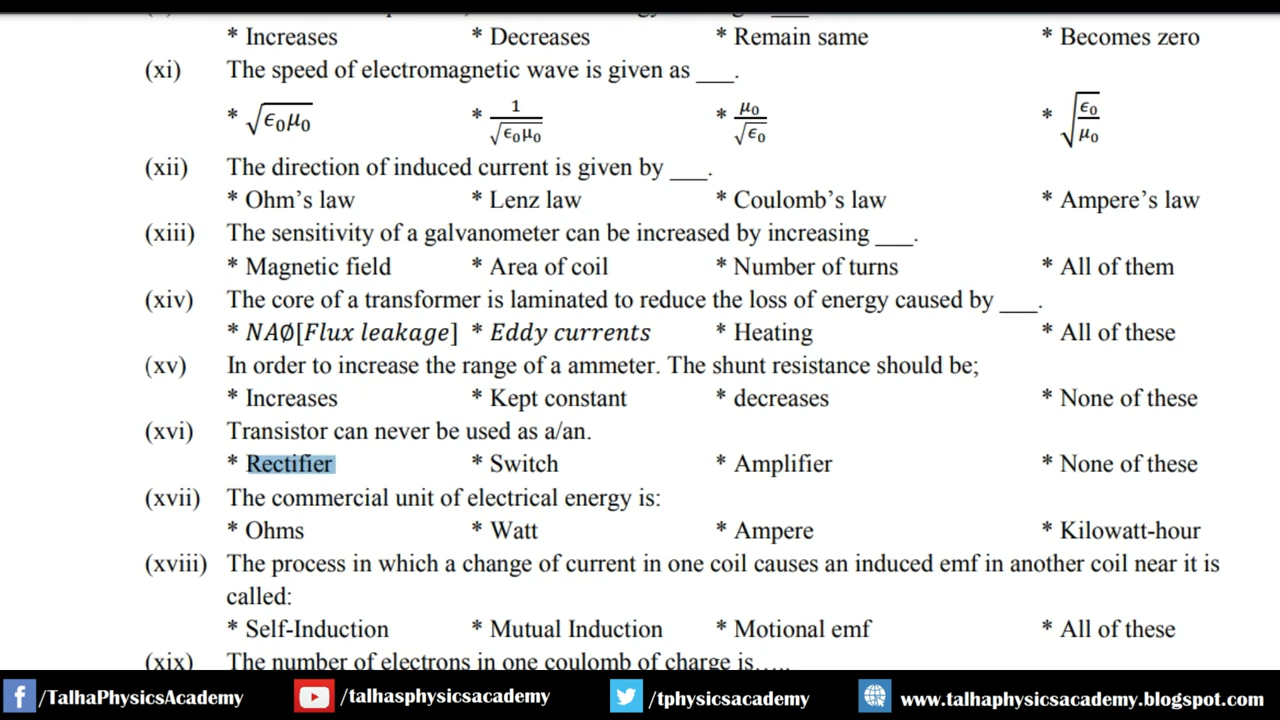 * Increases * Decreases * Remain same * Becomes zero
(xi) The speed of electromagnetic wave is given as ___.
* √ϵ₀μ₀ * 1/√ϵ₀μ₀ * μ₀/√ϵ₀ * √(ϵ₀/μ₀)
(xii) The direction of induced current is given by ___.
* Ohm's law * Lenz law * Coulomb's law * Ampere's law
(xiii) The sensitivity of a galvanometer can be increased by increasing ___.
* Magnetic field * Area of coil * Number of turns * All of them
(xiv) The core of a transformer is laminated to reduce the loss of energy caused by ___.
* NAØ[Flux leakage] * Eddy currents * Heating * All of these
(xv) In order to increase the range of a ammeter. The shunt resistance should be;
* Increases * Kept constant * decreases * None of these
(xvi) Transistor can never be used as a/an.
* Rectifier * Switch * Amplifier * None of these
(xvii) The commercial unit of electrical energy is:
* Ohms * Watt * Ampere * Kilowatt-hour
(xviii) The process in which a change of current in one coil causes an induced emf in another coil near it is
called:
* Self-Induction * Mutual Induction * Motional emf * All of these
(xix) The number of electrons in one coulomb of charge is…..
/TalhaPhysicsAcademy /talhasphysicsacademy /tphysicsacademy www.talhaphysicsacademy.blogspot.com